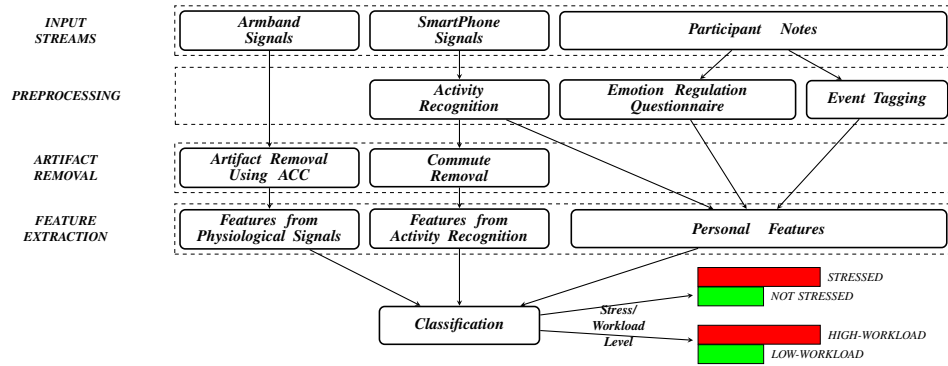 INPUT
STREAMS
Armband
Signals
SmartPhone
Signals
Participant Notes
PREPROCESSING
Activity
Recognition
Emotion Regulation
Questionnaire
Event Tagging
ARTIFACT
REMOVAL
Artifact Removal
Using ACC
Commute
Removal
FEATURE
EXTRACTION
Features from
Physiological Signals
Features from
Activity Recognition
Personal Features
Classification
Stress/
Workload
Level
STRESSED
NOT STRESSED
HIGH-WORKLOAD
LOW-WORKLOAD